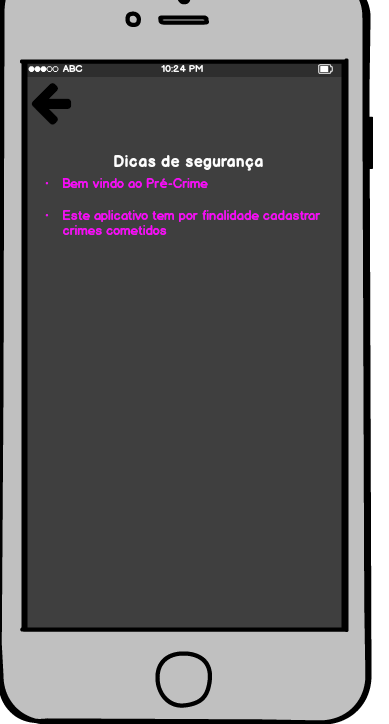 ABC 10:24 PM
Dicas de segurança
· Bem vindo ao Pré-Crime
· Este aplicativo tem por finalidade cadastrar
crimes cometidos